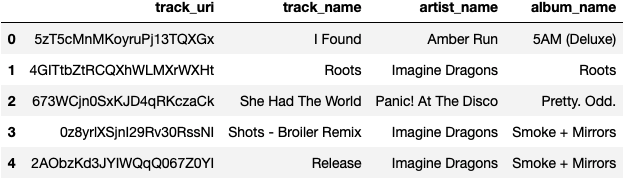 track_uri track_name artist_name album_name
0 5zT5cMnMKoyruPj13TQXGx I Found Amber Run 5AM (Deluxe)
1 4GITtbZtRCQXhWLMXrWXHt Roots Imagine Dragons Roots
2 673WCjn0SxKJD4qRKczaCk She Had The World Panic! At The Disco Pretty. Odd.
3 0z8yrlXSjnI29Rv30RssNI Shots - Broiler Remix Imagine Dragons Smoke + Mirrors
4 2AObzKd3JYIWQqQ067Z0YI Release Imagine Dragons Smoke + Mirrors